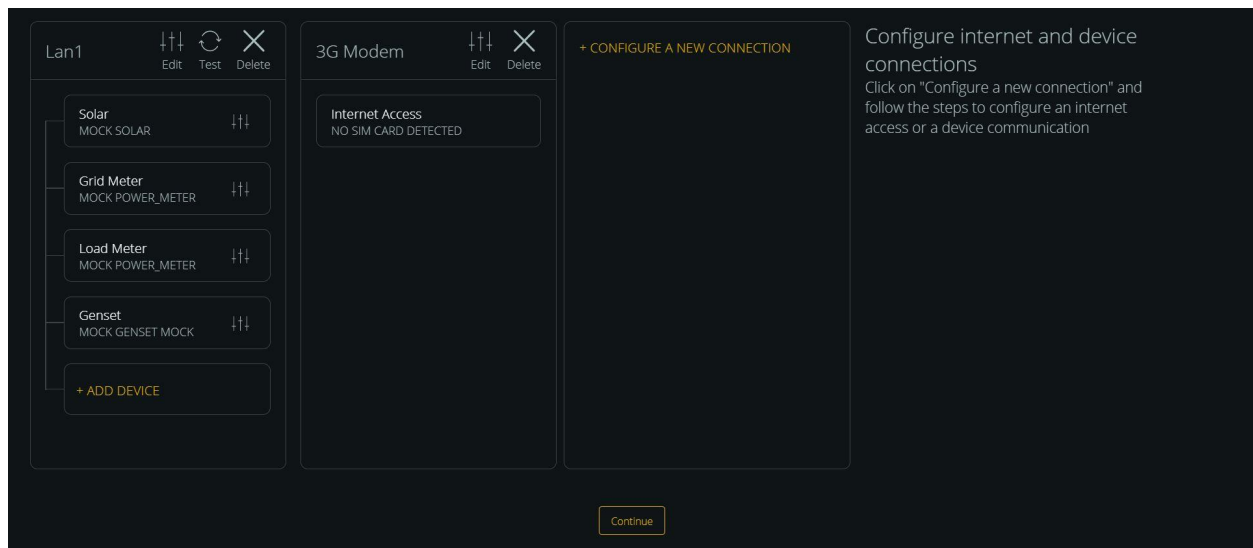 Lan1
Edit
Test
Delete
Solar
MOCK SOLAR
Grid Meter
MOCK POWER_METER
Load Meter
MOCK POWER_METER
Genset
MOCK GENSET MOCK
+ ADD DEVICE
3G Modem
Edit
Delete
Internet Access
NO SIM CARD DETECTED
+ CONFIGURE A NEW CONNECTION
Configure internet and device
connections
Click on "Configure a new connection" and
follow the steps to configure an internet
access or a device communication
Continue